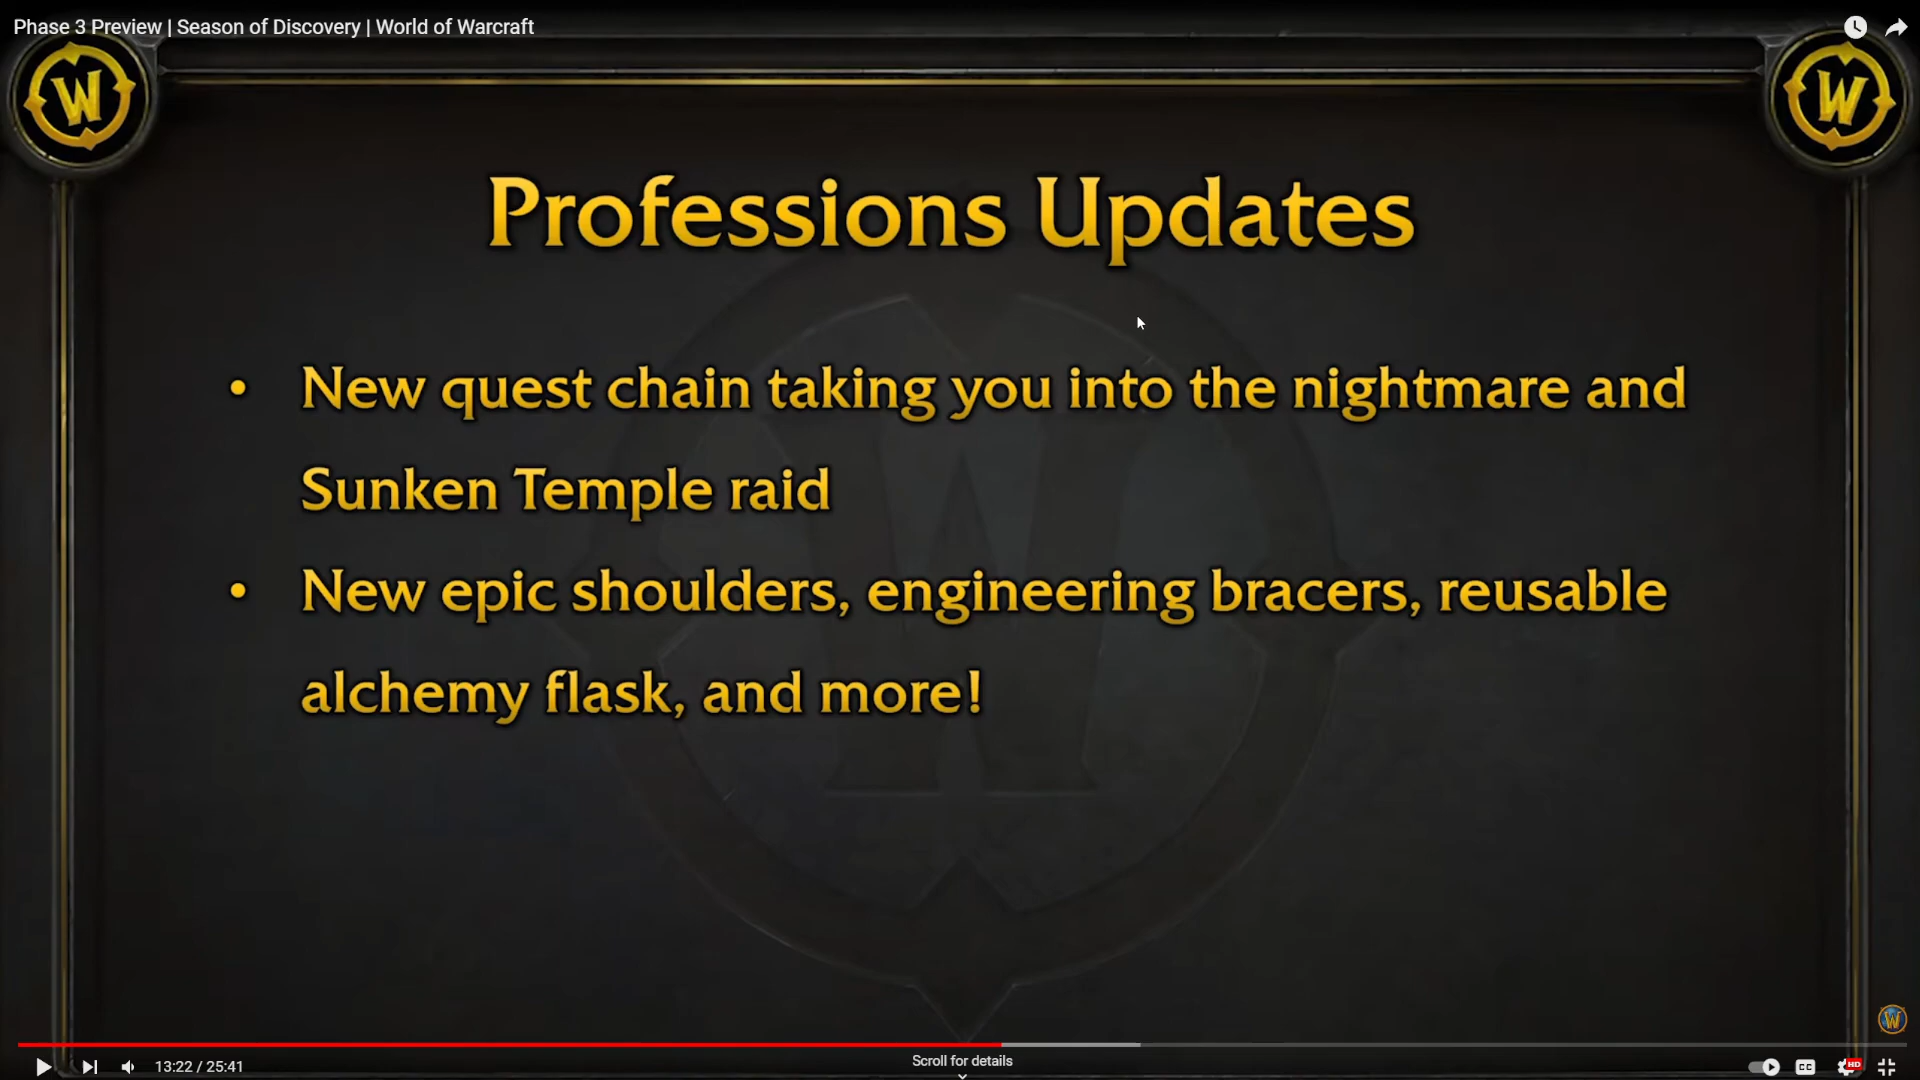 Phase 3 Preview | Season of Discovery | World of Warcraft
W
W
Professions Updates
• New quest chain taking you into the nightmare and
Sunken Temple raid
• New epic shoulders, engineering bracers, reusable
alchemy flask, and more!
W
13:22 / 25:41
Scroll for details
CC
HD